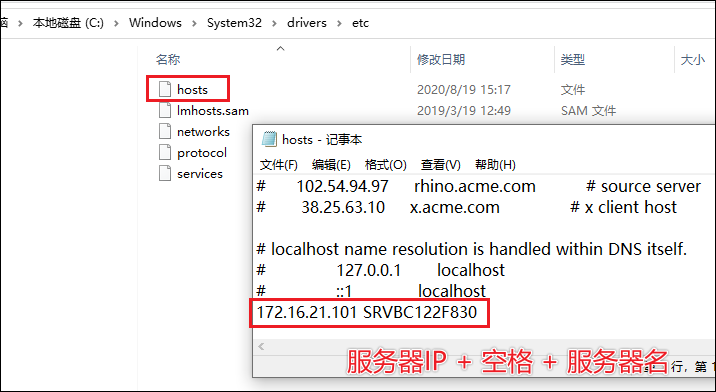 脑 › 本地磁盘 (C:) › Windows › System32 › drivers › etc
名称 修改日期 类型 大小
hosts 2020/8/19 15:17 文件
lmhosts.sam 2019/3/19 12:49 SAM 文件
networks
protocol
services
hosts - 记事本
文件(F) 编辑(E) 格式(O) 查看(V) 帮助(H)
# 102.54.94.97 rhino.acme.com # source server
# 38.25.63.10 x.acme.com # x client host
# localhost name resolution is handled within DNS itself.
# 127.0.0.1 localhost
# ::1 localhost
172.16.21.101 SRVBC122F830
服务器IP + 空格 + 服务器名
行，第 1